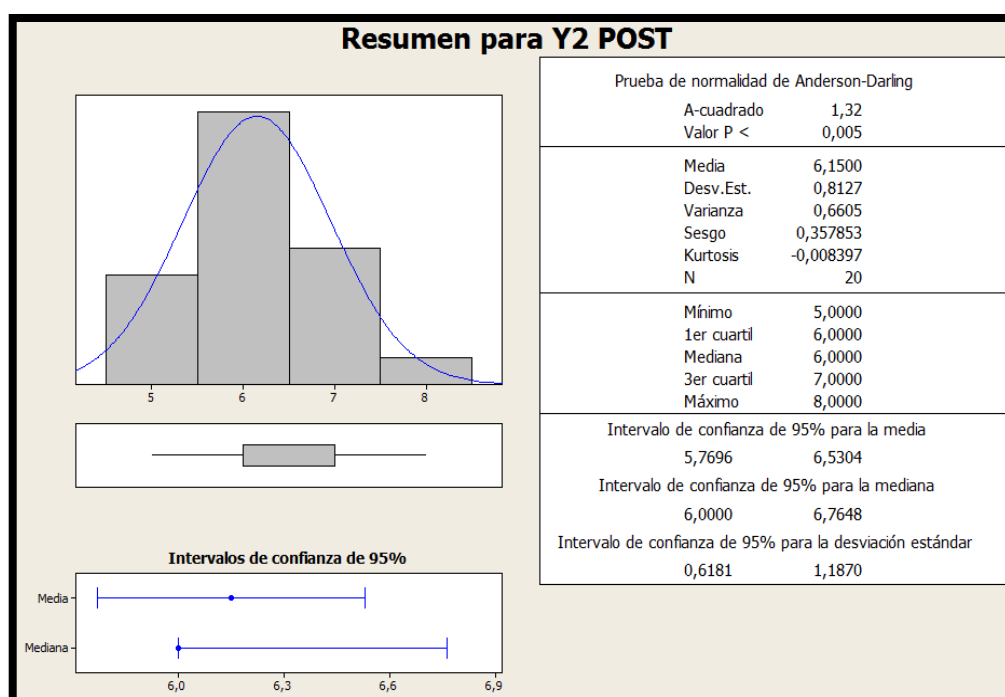 Resumen para Y2 POST
5 6 7 8
Intervalos de confianza de 95%
Media
Mediana
6,0 6,3 6,6 6,9
Prueba de normalidad de Anderson-Darling
A-cuadrado 1,32
Valor P < 0,005
Media 6,1500
Desv.Est. 0,8127
Varianza 0,6605
Sesgo 0,357853
Kurtosis -0,008397
N 20
Mínimo 5,0000
1er cuartil 6,0000
Mediana 6,0000
3er cuartil 7,0000
Máximo 8,0000
Intervalo de confianza de 95% para la media
5,7696 6,5304
Intervalo de confianza de 95% para la mediana
6,0000 6,7648
Intervalo de confianza de 95% para la desviación estándar
0,6181 1,1870